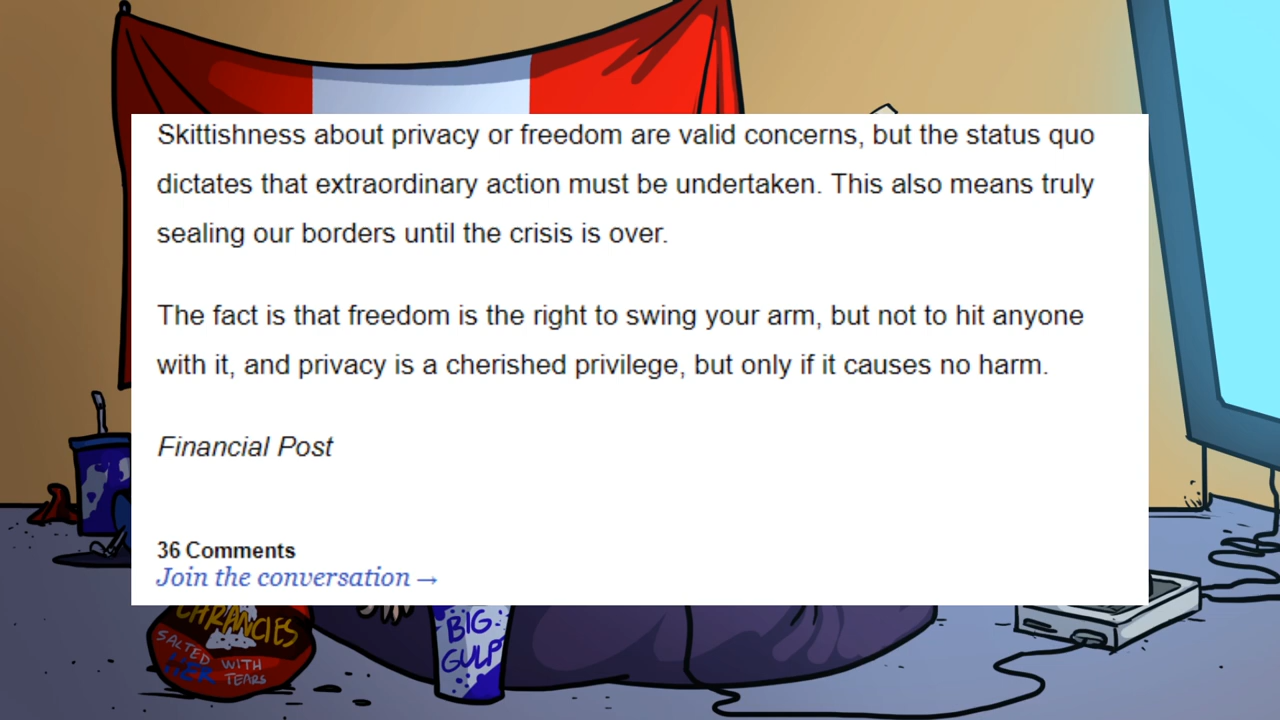 Skittishness about privacy or freedom are valid concerns, but the status quo
dictates that extraordinary action must be undertaken. This also means truly
sealing our borders until the crisis is over.
The fact is that freedom is the right to swing your arm, but not to hit anyone
with it, and privacy is a cherished privilege, but only if it causes no harm.
Financial Post
36 Comments
Join the conversation →
SALTED WITH
HER TEARS
BIG
GULP